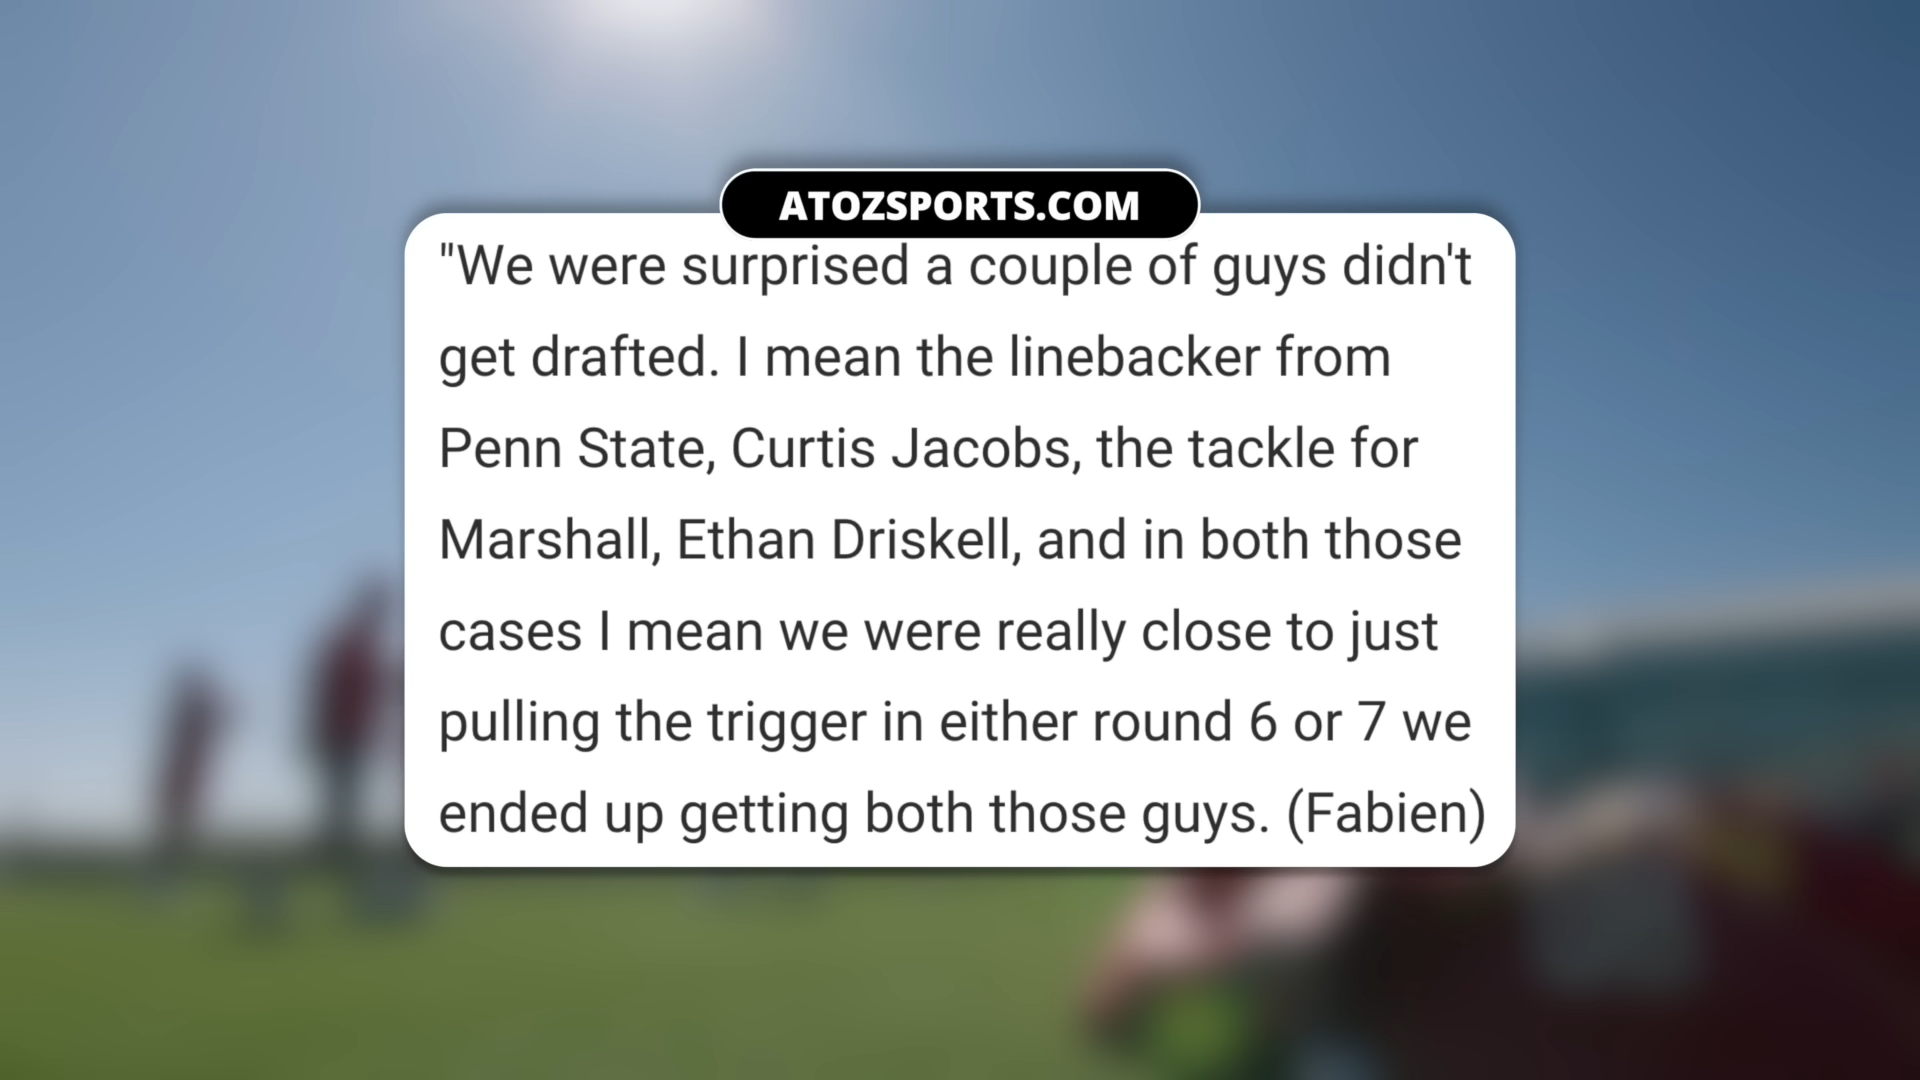 ATOZSPORTS.COM
"We were surprised a couple of guys didn't
get drafted. I mean the linebacker from
Penn State, Curtis Jacobs, the tackle for
Marshall, Ethan Driskell, and in both those
cases I mean we were really close to just
pulling the trigger in either round 6 or 7 we
ended up getting both those guys. (Fabien)